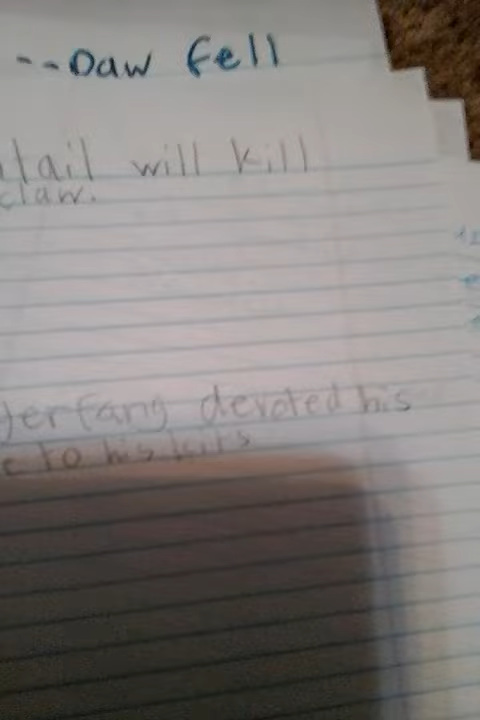 --Daw fell
tail will kill
claw.
erfang devoted his
to his kits